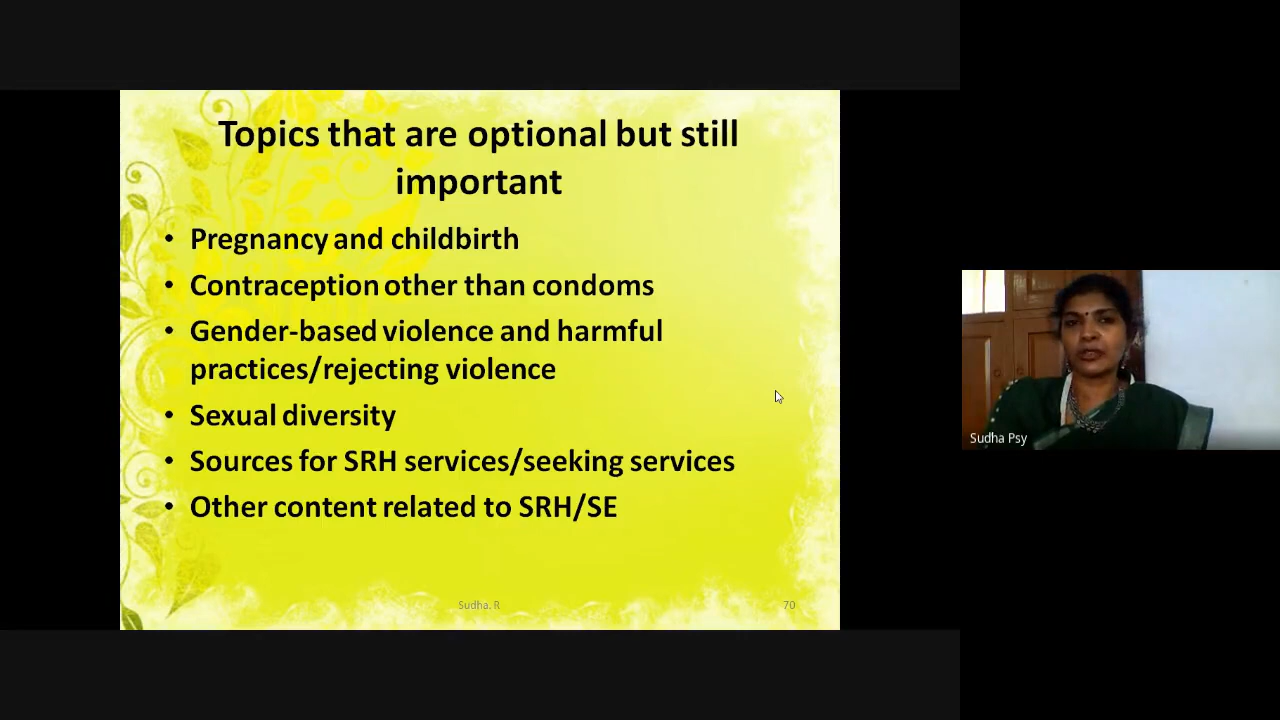 Topics that are optional but still
important
• Pregnancy and childbirth
• Contraception other than condoms
• Gender-based violence and harmful
practices/rejecting violence
• Sexual diversity
• Sources for SRH services/seeking services
• Other content related to SRH/SE
Sudha. R
70
Sudha Psy